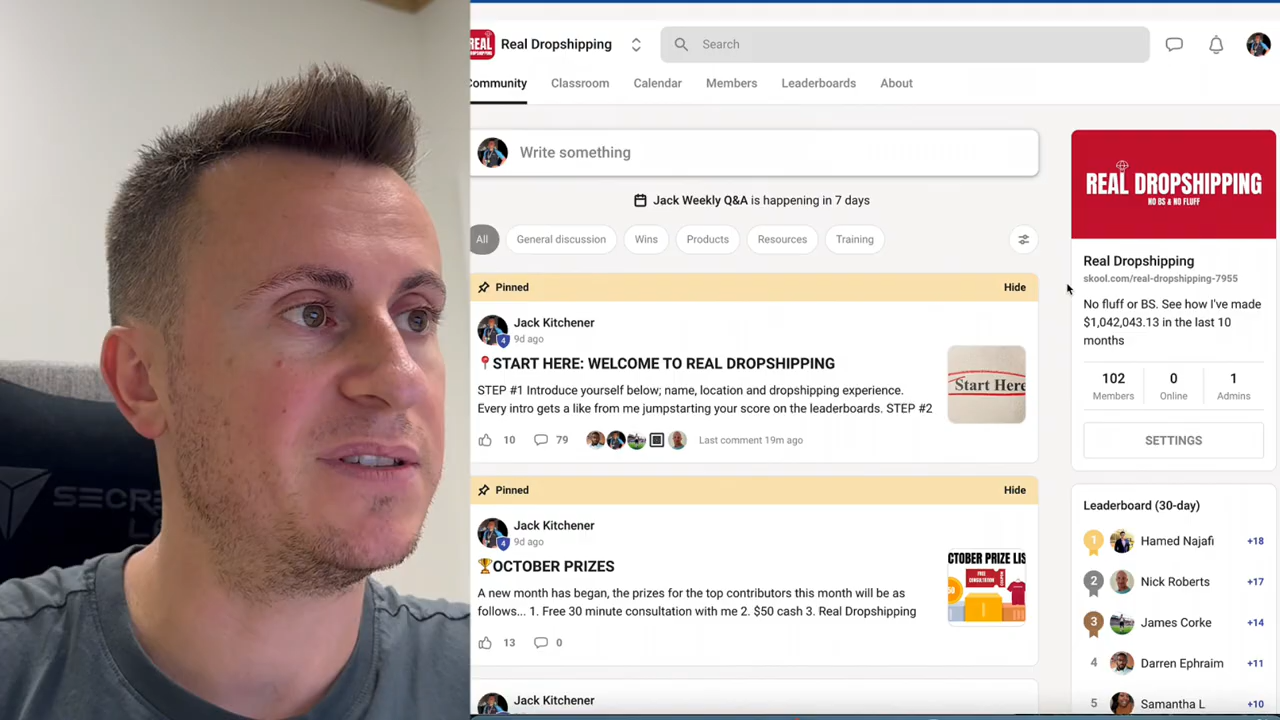 REAL
DROPSHIPPING
Real Dropshipping
Search
Community
Classroom
Calendar
Members
Leaderboards
About
Write something
Jack Weekly Q&A is happening in 7 days
All
General discussion
Wins
Products
Resources
Training
Pinned
Hide
Jack Kitchener
4
9d ago
📍START HERE: WELCOME TO REAL DROPSHIPPING
STEP #1 Introduce yourself below; name, location and dropshipping experience.
Every intro gets a like from me jumpstarting your score on the leaderboards. STEP #2
Start Here
10
79
Last comment 19m ago
Pinned
Hide
Jack Kitchener
4
9d ago
🏆OCTOBER PRIZES
A new month has began, the prizes for the top contributors this month will be as
follows... 1. Free 30 minute consultation with me 2. $50 cash 3. Real Dropshipping
OCTOBER PRIZE LIS
FREE
CONSULTATION
13
0
Jack Kitchener
REAL DROPSHIPPING
NO BS & NO FLUFF
Real Dropshipping
skool.com/real-dropshipping-7955
No fluff or BS. See how I've made
$1,042,043.13 in the last 10
months
102
Members
0
Online
1
Admins
SETTINGS
Leaderboard (30-day)
1
Hamed Najafi
+18
2
Nick Roberts
+17
3
James Corke
+14
4
Darren Ephraim
+11
5
Samantha L
+10
SECRE
L